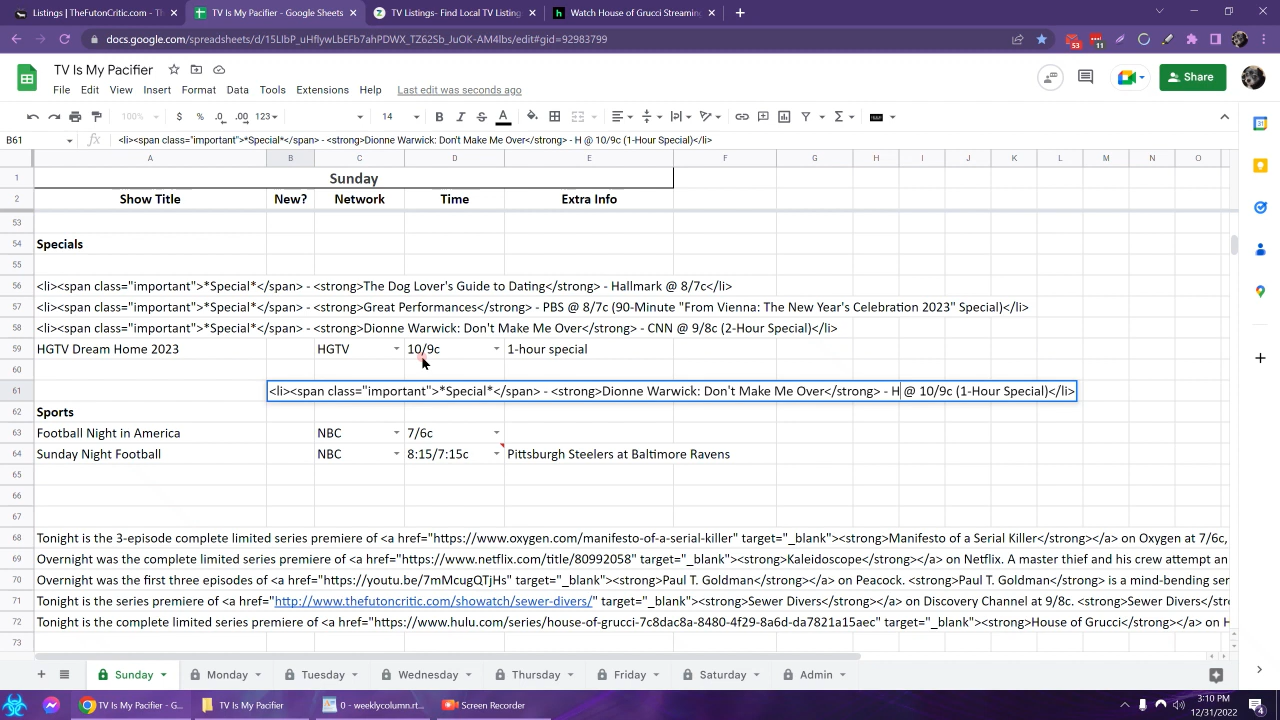 Listings | TheFutonCritic.com - T
TV Is My Pacifier - Google Sheets
TV Listings- Find Local TV Listing
Watch House of Grucci Streamin
docs.google.com/spreadsheets/d/15LIbP_uHflywLbEFb7ahPDWX_TZ62Sb_JuOK-AM4lbs/edit#gid=92983799
53
11
TV Is My Pacifier
File Edit View Insert Format Data Tools Extensions Help Last edit was seconds ago
Share
100% $ % .0 .00 123 14 B I S A
B61 fx <li><span class="important">*Special*</span> - <strong>Dionne Warwick: Don't Make Me Over</strong> - H @ 10/9c (1-Hour Special)</li>
A B C D E F G H I J K L M N O
1 Sunday
2 Show Title New? Network Time Extra Info
53
54 Specials
55
56 <li><span class="important">*Special*</span> - <strong>The Dog Lover's Guide to Dating</strong> - Hallmark @ 8/7c</li>
57 <li><span class="important">*Special*</span> - <strong>Great Performances</strong> - PBS @ 8/7c (90-Minute "From Vienna: The New Year's Celebration 2023" Special)</li>
58 <li><span class="important">*Special*</span> - <strong>Dionne Warwick: Don't Make Me Over</strong> - CNN @ 9/8c (2-Hour Special)</li>
59 HGTV Dream Home 2023 HGTV 10/9c 1-hour special
60
61 <li><span class="important">*Special*</span> - <strong>Dionne Warwick: Don't Make Me Over</strong> - H @ 10/9c (1-Hour Special)</li>
62 Sports
63 Football Night in America NBC 7/6c
64 Sunday Night Football NBC 8:15/7:15c Pittsburgh Steelers at Baltimore Ravens
65
66
67
68 Tonight is the 3-episode complete limited series premiere of <a href="https://www.oxygen.com/manifesto-of-a-serial-killer" target="_blank"><strong>Manifesto of a Serial Killer</strong></a> on Oxygen at 7/6c,
69 Overnight was the complete limited series premiere of <a href="https://www.netflix.com/title/80992058" target="_blank"><strong>Kaleidoscope</strong></a> on Netflix. A master thief and his crew attempt an
70 Overnight was the first three episodes of <a href="https://youtu.be/7mMcugQTjHs" target="_blank"><strong>Paul T. Goldman</strong></a> on Peacock. <strong>Paul T. Goldman</strong> is a mind-bending ser
71 Tonight is the series premiere of <a href="http://www.thefutoncritic.com/showatch/sewer-divers/" target="_blank"><strong>Sewer Divers</strong></a> on Discovery Channel at 9/8c. <strong>Sewer Divers</stro
72 Tonight is the complete limited series premiere of <a href="https://www.hulu.com/series/house-of-grucci-7c8dac8a-8480-4f29-8a6d-da7821a15aec" target="_blank"><strong>House of Grucci</strong></a> on H
73
Sunday Monday Tuesday Wednesday Thursday Friday Saturday Admin
TV Is My Pacifier - G...
TV Is My Pacifier
0 - weeklycolumn.rt...
Screen Recorder
3:10 PM
12/31/2022
4